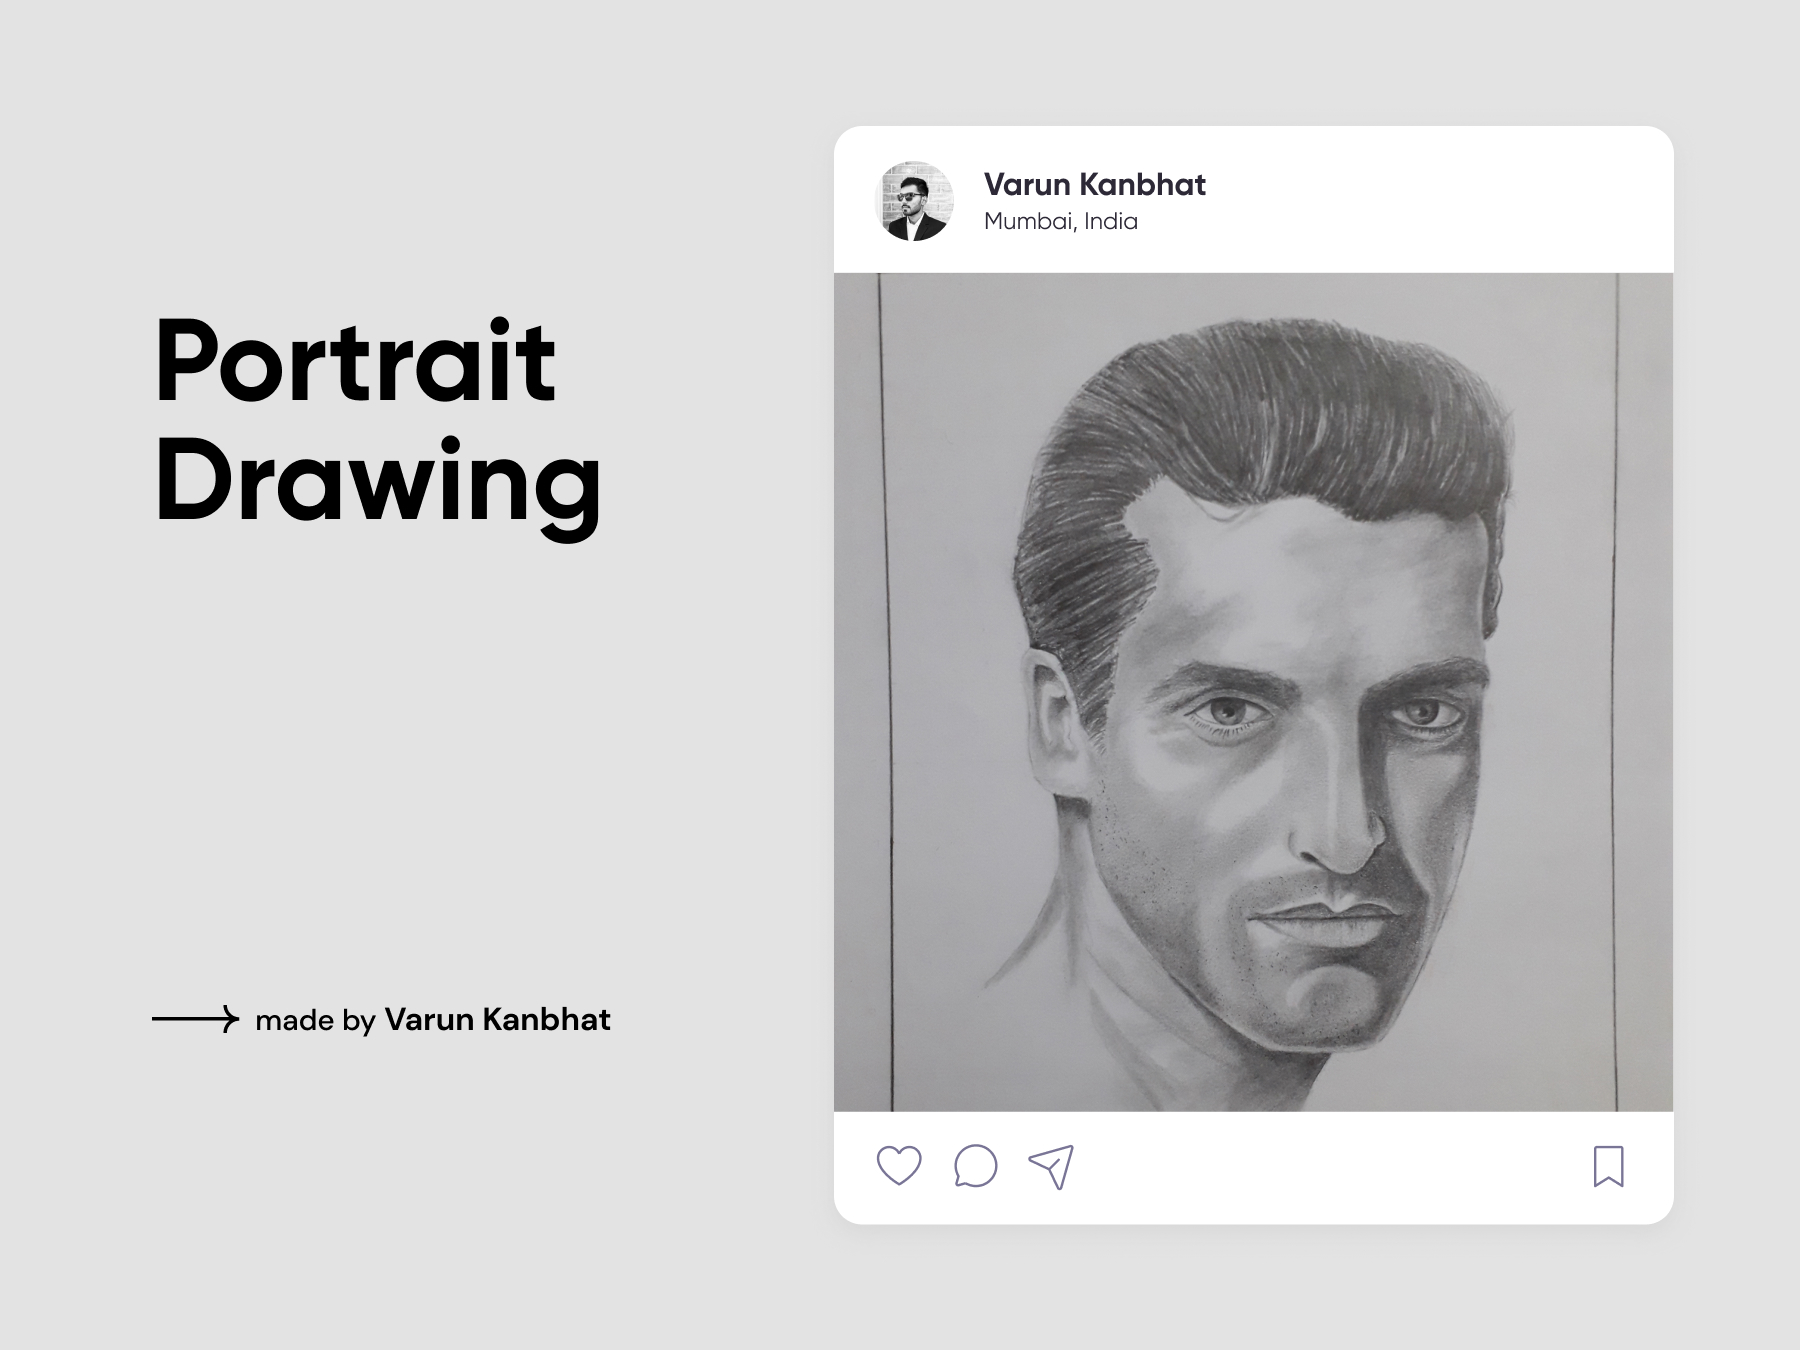 Portrait
Drawing
made by Varun Kanbhat
Varun Kanbhat
Mumbai, India